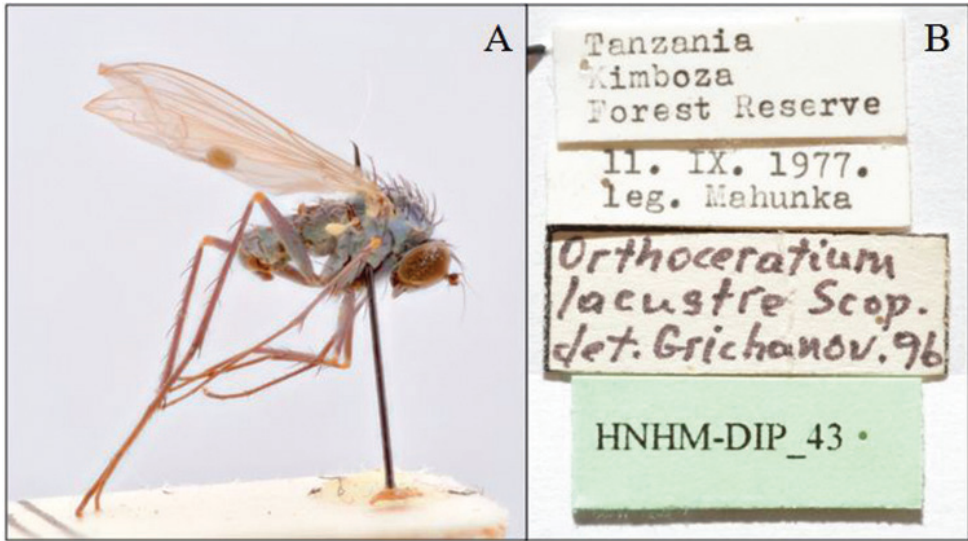 A
B
Tanzania
Kimboza
Forest Reserve
11. IX. 1977.
leg. Mahunka
Orthoceratium
lacustre Scop.
det. Grichanov. 96
HNHM-DIP_43